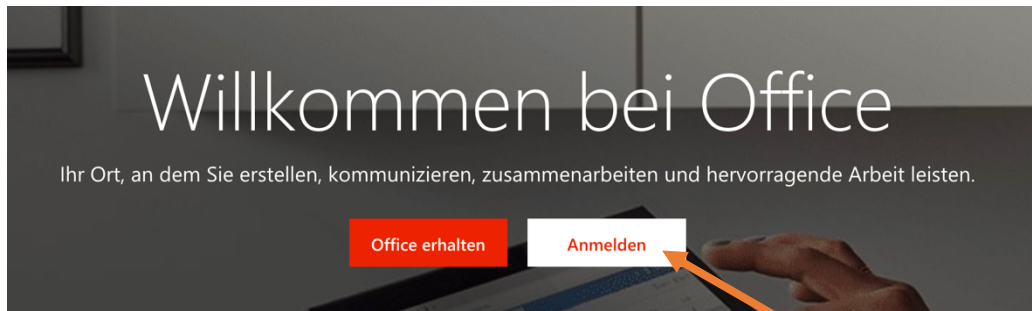 Willkommen bei Office
Ihr Ort, an dem Sie erstellen, kommunizieren, zusammenarbeiten und hervorragende Arbeit leisten.
Office erhalten
Anmelden